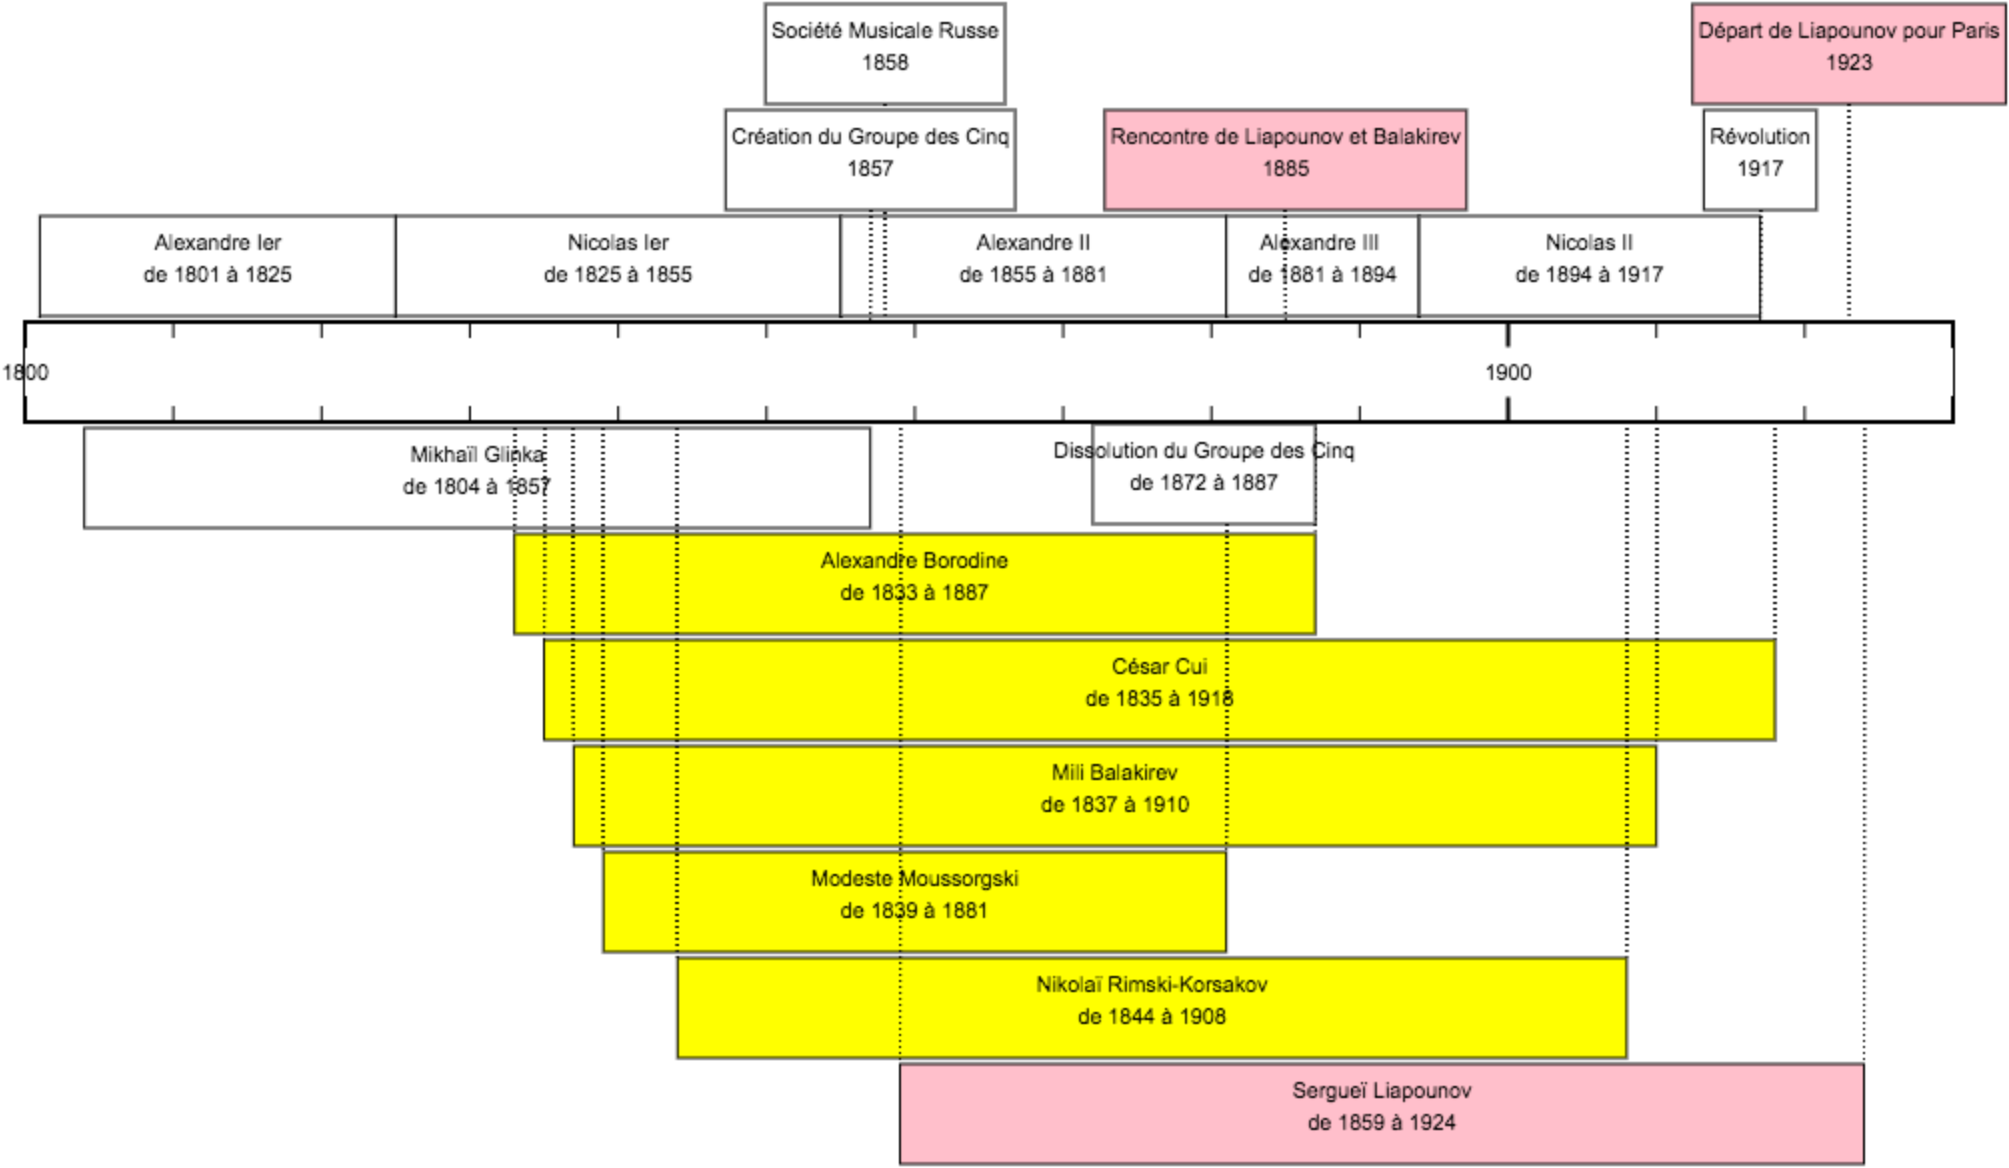 Société Musicale Russe
1858
Départ de Liapounov pour Paris
1923
Création du Groupe des Cinq
1857
Rencontre de Liapounov et Balakirev
1885
Révolution
1917
Alexandre Ier
de 1801 à 1825
Nicolas Ier
de 1825 à 1855
Alexandre II
de 1855 à 1881
Alexandre III
de 1881 à 1894
Nicolas II
de 1894 à 1917
1800
1900
Mikhaïl Glinka
de 1804 à 1857
Dissolution du Groupe des Cinq
de 1872 à 1887
Alexandre Borodine
de 1833 à 1887
César Cui
de 1835 à 1918
Mili Balakirev
de 1837 à 1910
Modeste Moussorgski
de 1839 à 1881
Nikolaï Rimski-Korsakov
de 1844 à 1908
Sergueï Liapounov
de 1859 à 1924